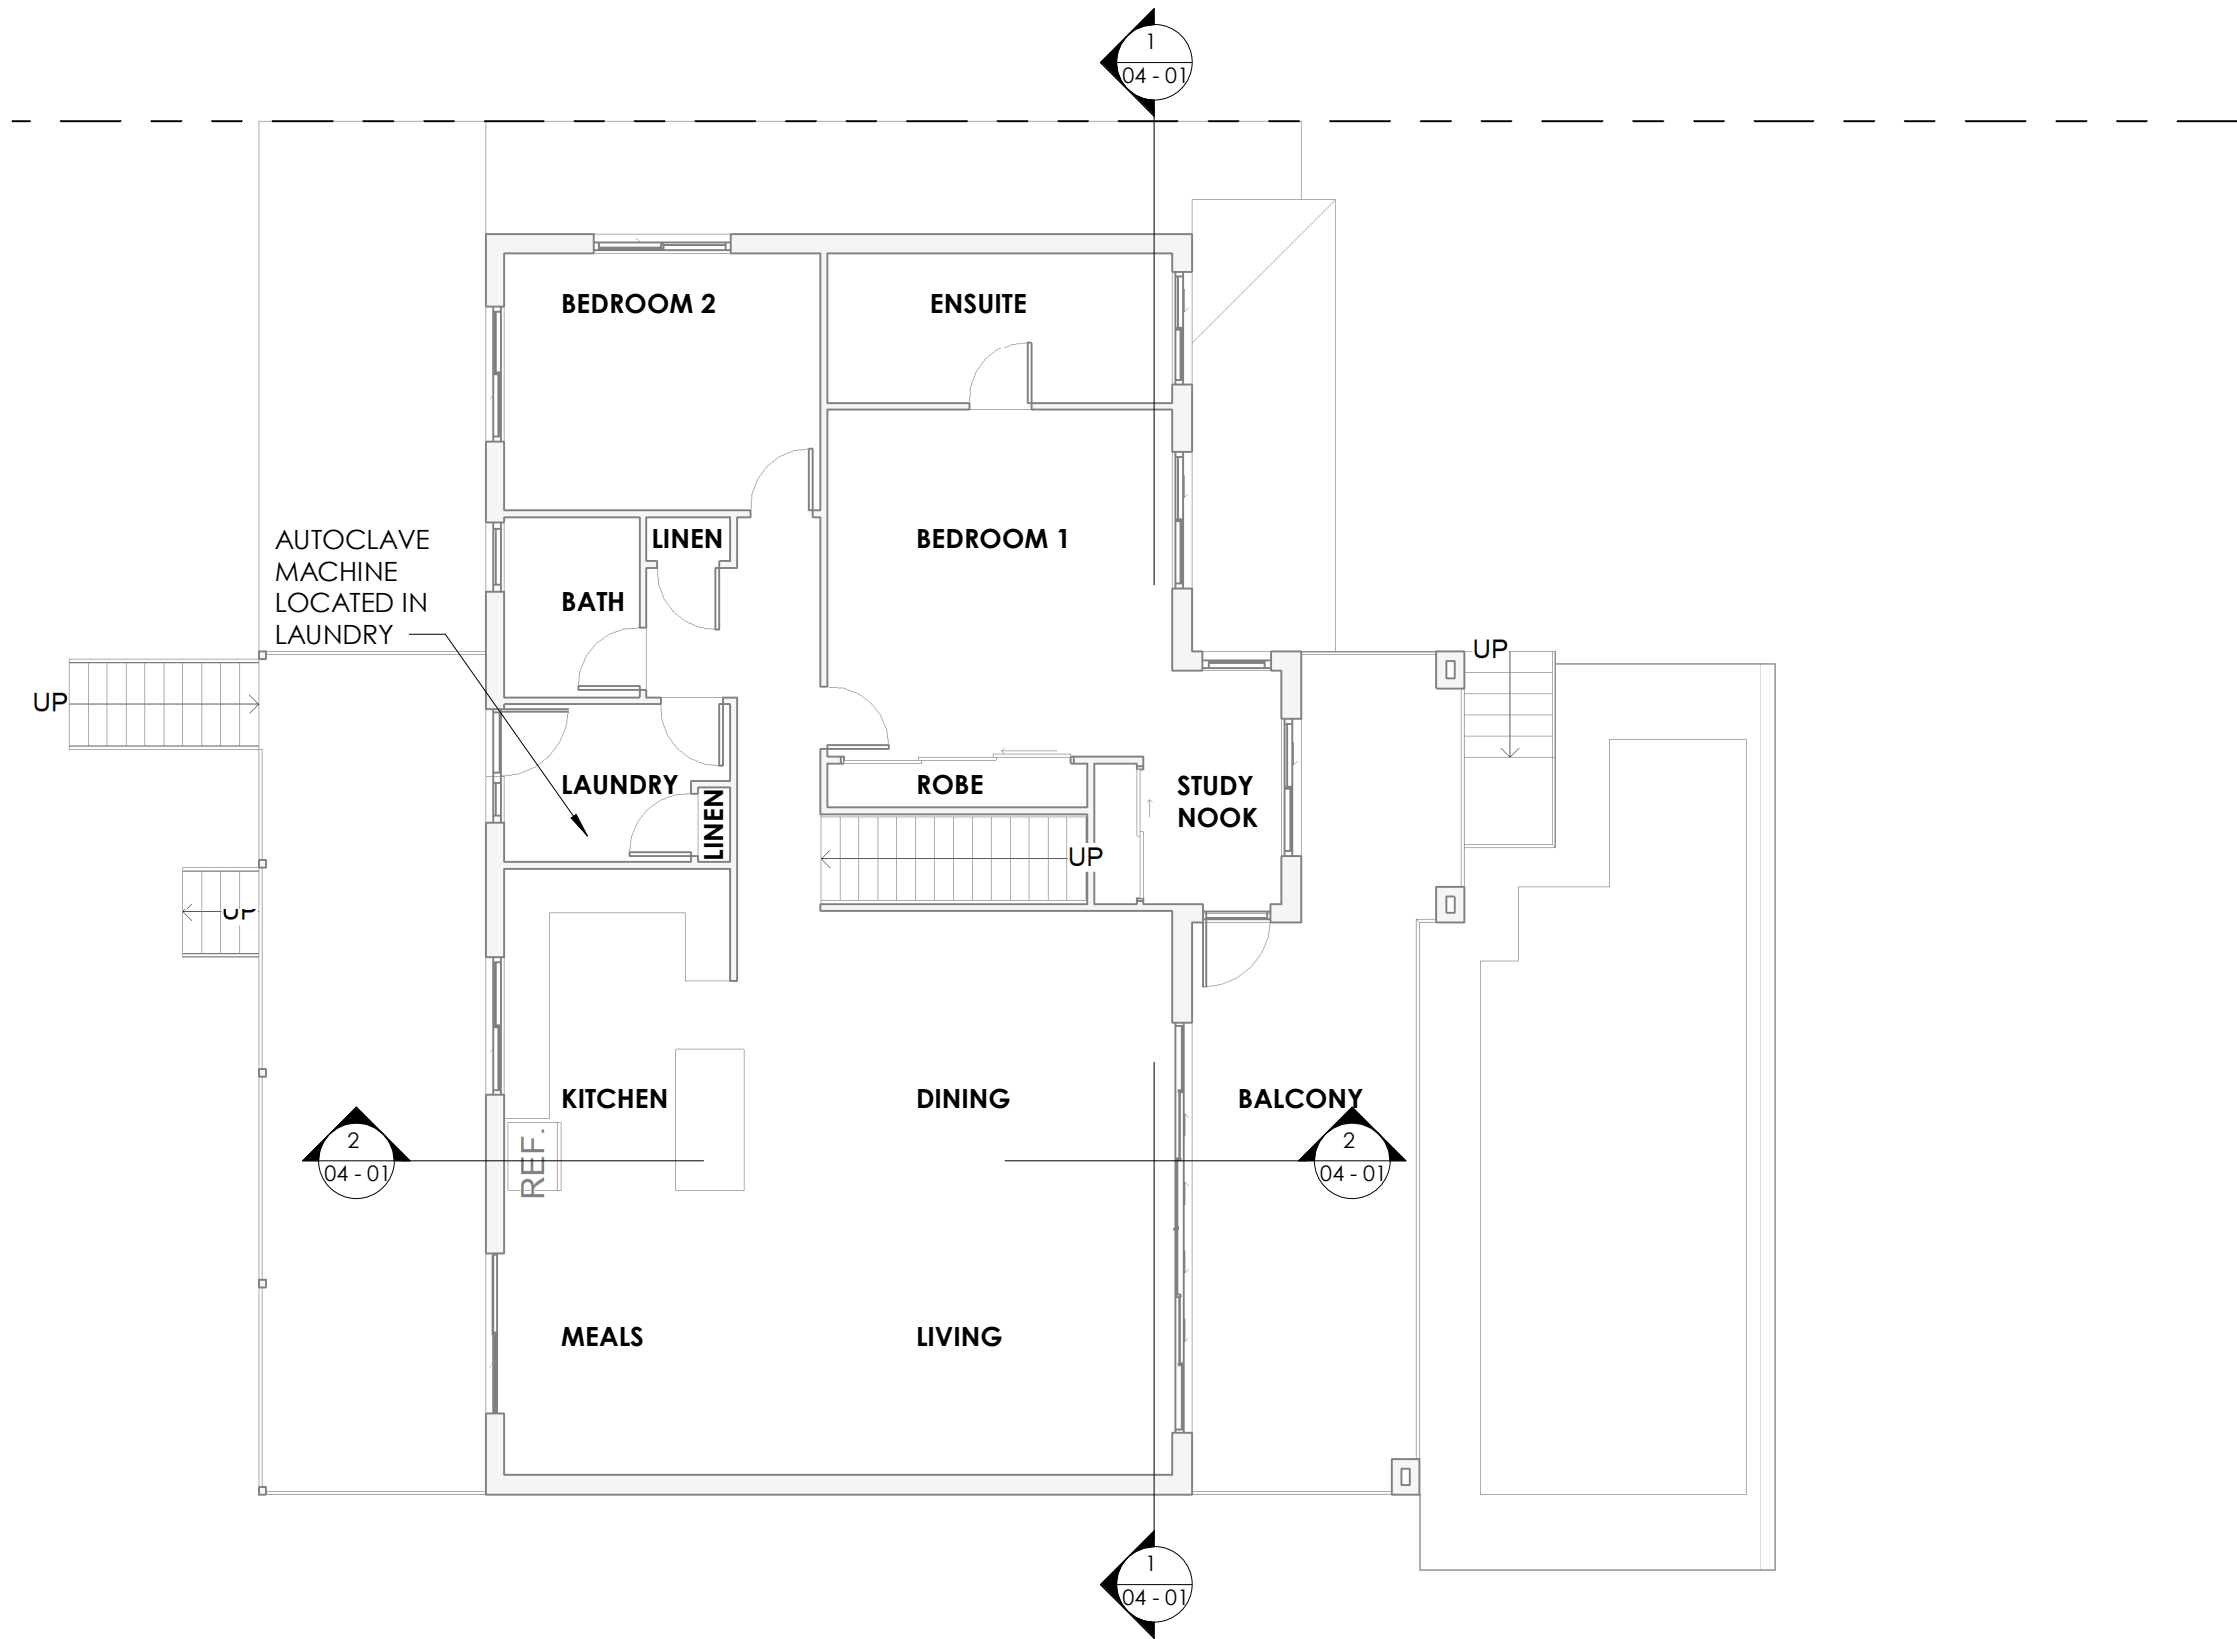 1
04 - 01
BEDROOM 2
ENSUITE
AUTOCLAVE
MACHINE
LOCATED IN
LAUNDRY
LINEN
BEDROOM 1
BATH
UP
UP
LAUNDRY
LINEN
ROBE
STUDY
NOOK
UP
UP
KITCHEN
DINING
BALCONY
2
04 - 01
REF.
2
04 - 01
MEALS
LIVING
1
04 - 01